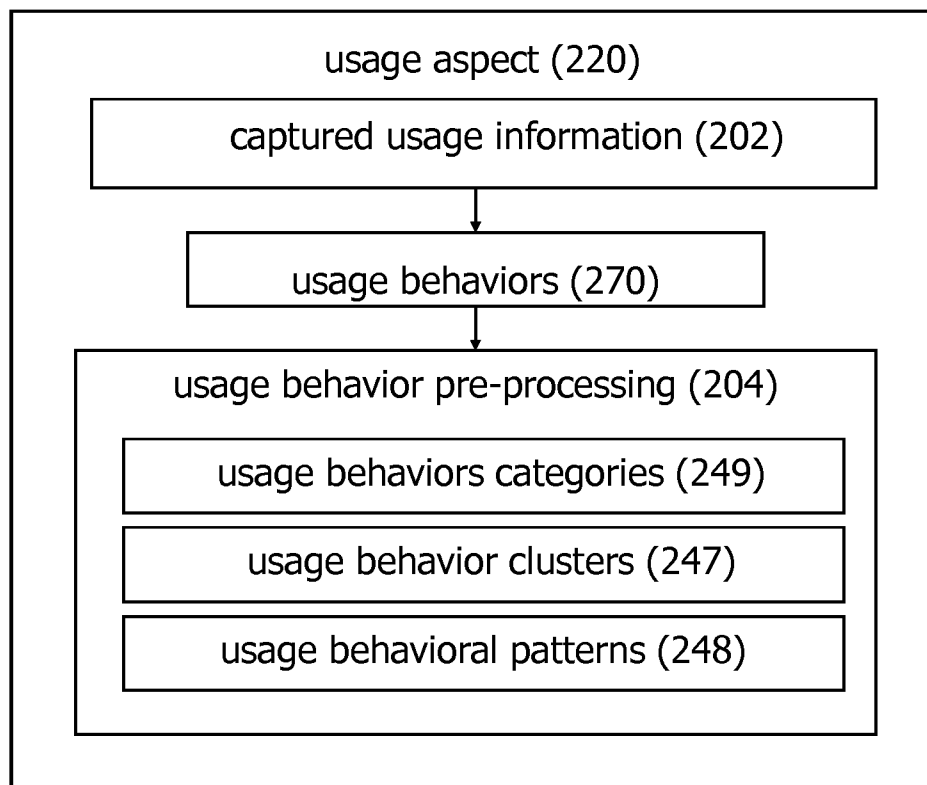 usage aspect (220)
captured usage information (202)
usage behaviors (270)
usage behavior pre-processing (204)
usage behaviors categories (249)
usage behavior clusters (247)
usage behavioral patterns (248)